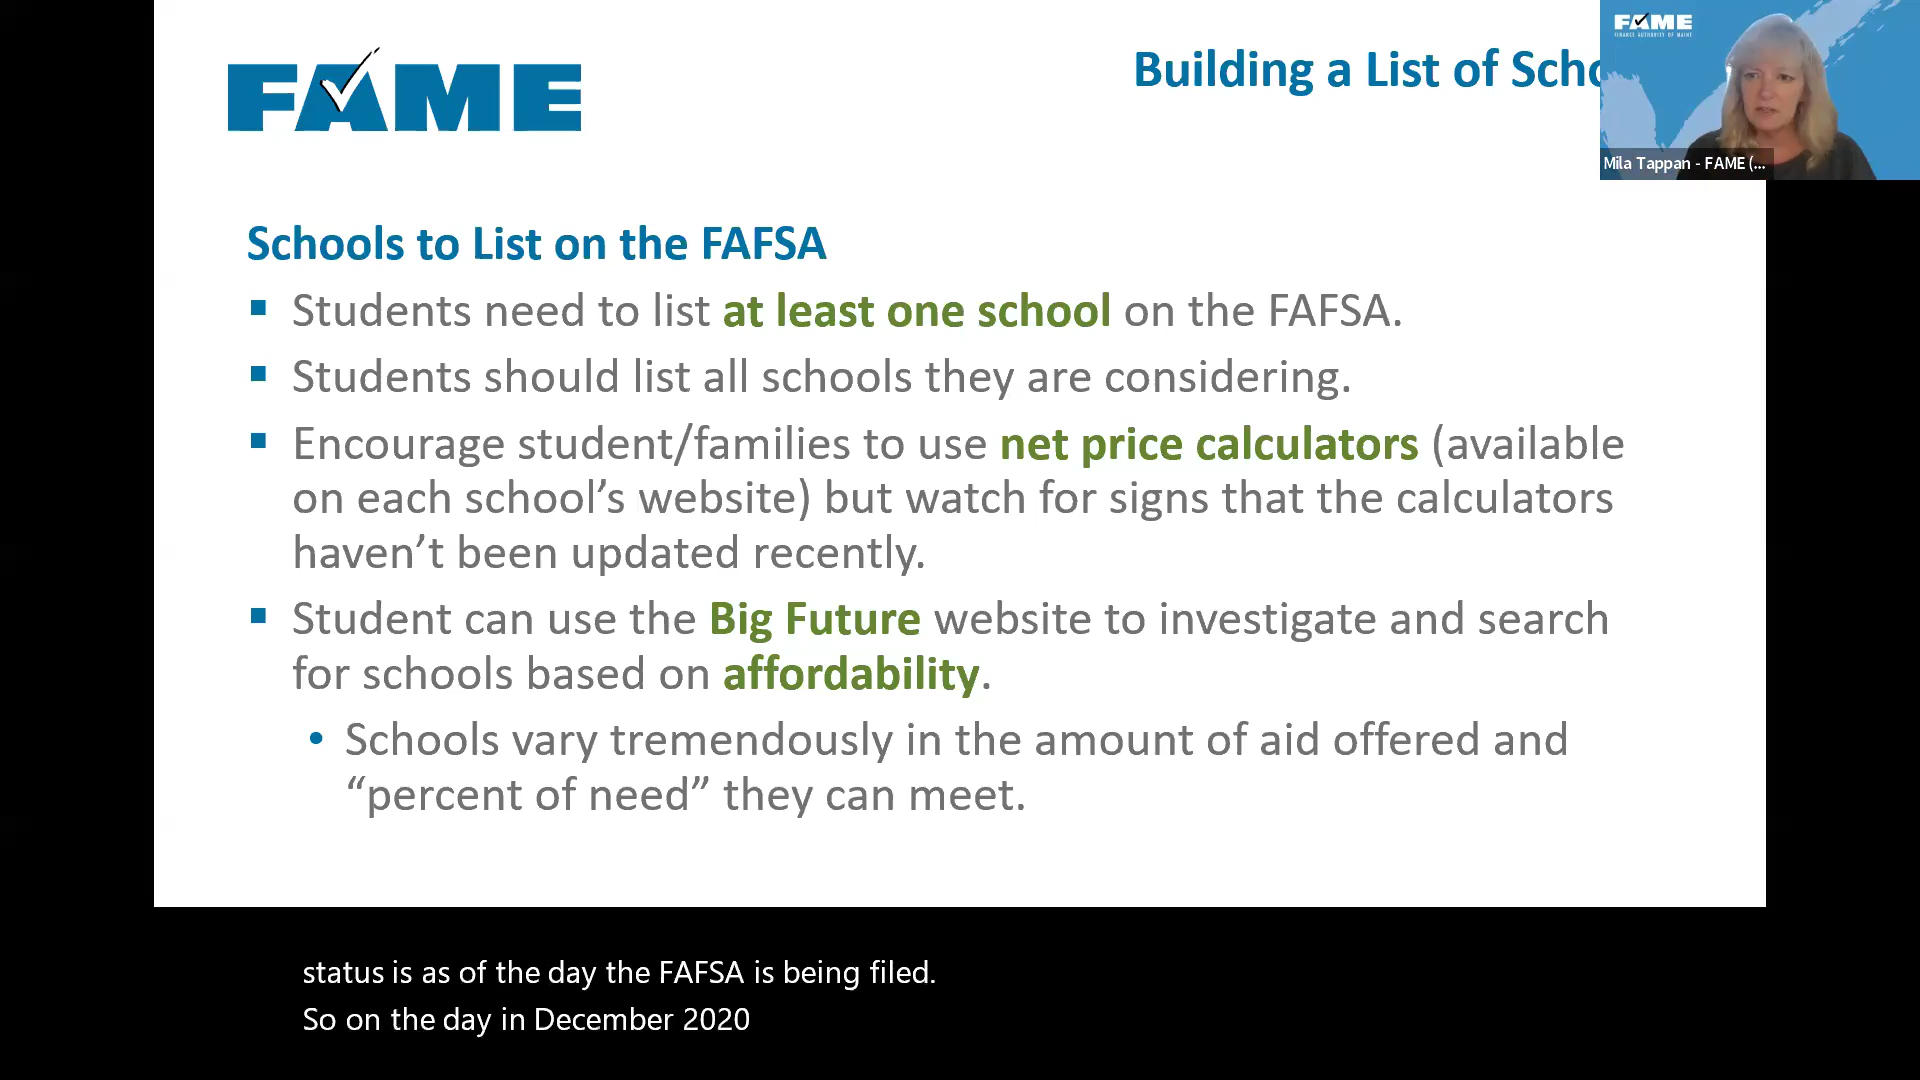 FAME
Building a List of Scho
FAME
FINANCE AUTHORITY OF MAINE
Mila Tappan - FAME (...
Schools to List on the FAFSA
▪ Students need to list at least one school on the FAFSA.
▪ Students should list all schools they are considering.
▪ Encourage student/families to use net price calculators (available
on each school’s website) but watch for signs that the calculators
haven’t been updated recently.
▪ Student can use the Big Future website to investigate and search
for schools based on affordability.
• Schools vary tremendously in the amount of aid offered and
“percent of need” they can meet.
status is as of the day the FAFSA is being filed.
So on the day in December 2020